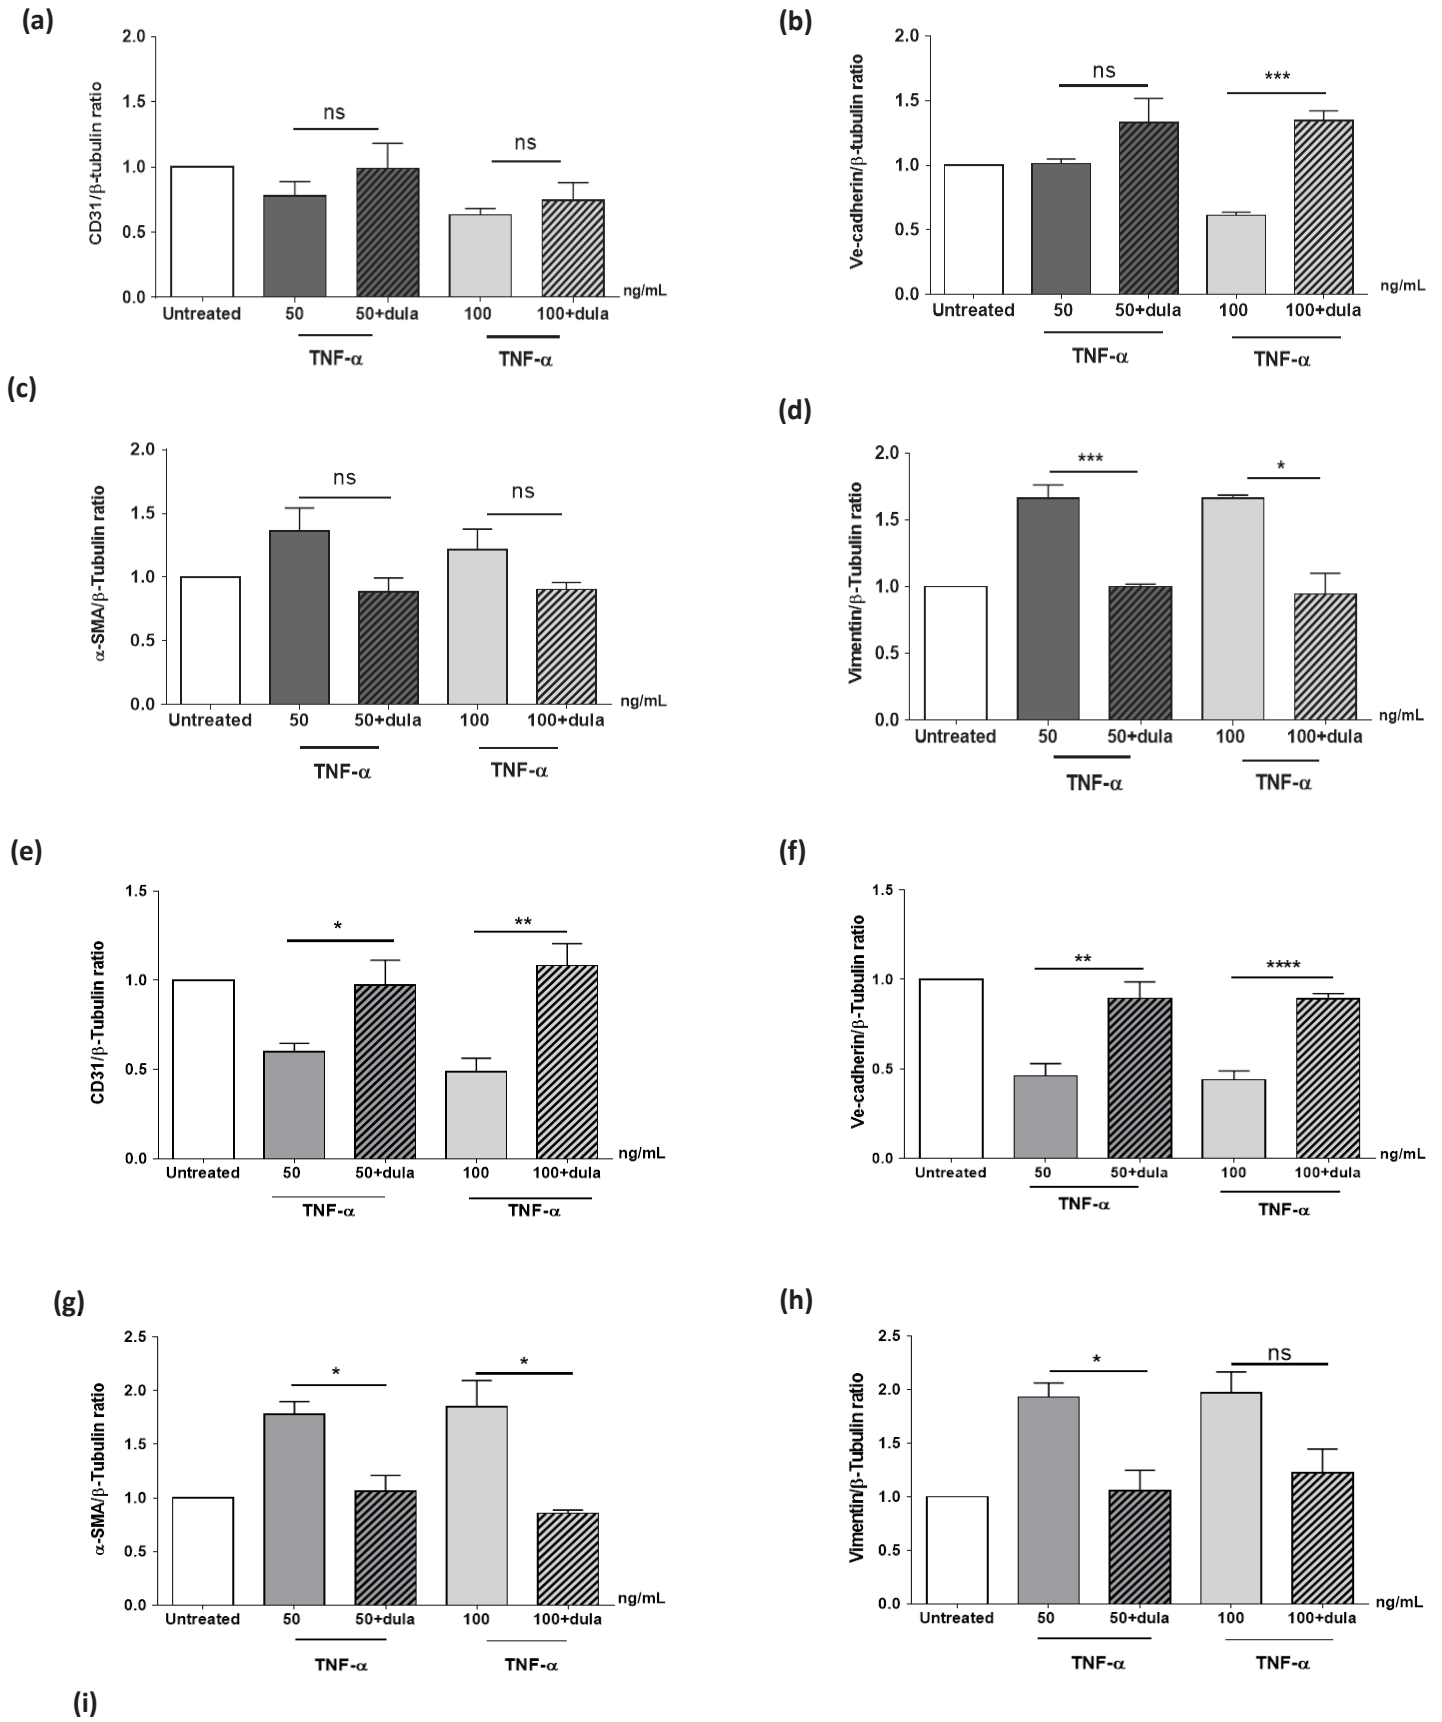 (a)
CD31/β-tubulin ratio
2.0
1.5
1.0
0.5
0.0
ns
ns
ng/mL
Untreated 50 50+dula 100 100+dula
TNF-α TNF-α
(b)
Ve-cadherin/β-tubulin ratio
2.0
1.5
1.0
0.5
0.0
ns
***
ng/mL
Untreated 50 50+dula 100 100+dula
TNF-α TNF-α
(c)
α-SMA/β-Tubulin ratio
2.0
1.5
1.0
0.5
0.0
ns
ns
ng/mL
Untreated 50 50+dula 100 100+dula
TNF-α TNF-α
(d)
Vimentin/β-Tubulin ratio
2.0
1.5
1.0
0.5
0.0
***
*
ng/mL
Untreated 50 50+dula 100 100+dula
TNF-α TNF-α
(e)
CD31/β-Tubulin ratio
1.5
1.0
0.5
0.0
*
**
ng/mL
Untreated 50 50+dula 100 100+dula
TNF-α TNF-α
(f)
Ve-cadherin/β-Tubulin ratio
1.5
1.0
0.5
0.0
**
****
ng/mL
Untreated 50 50+dula 100 100+dula
TNF-α TNF-α
(g)
α-SMA/β-Tubulin ratio
2.5
2.0
1.5
1.0
0.5
0.0
*
*
ng/mL
Untreated 50 50+dula 100 100+dula
TNF-α TNF-α
(h)
Vimentin/β-Tubulin ratio
2.5
2.0
1.5
1.0
0.5
0.0
*
ns
ng/mL
Untreated 50 50+dula 100 100+dula
TNF-α TNF-α
(i)